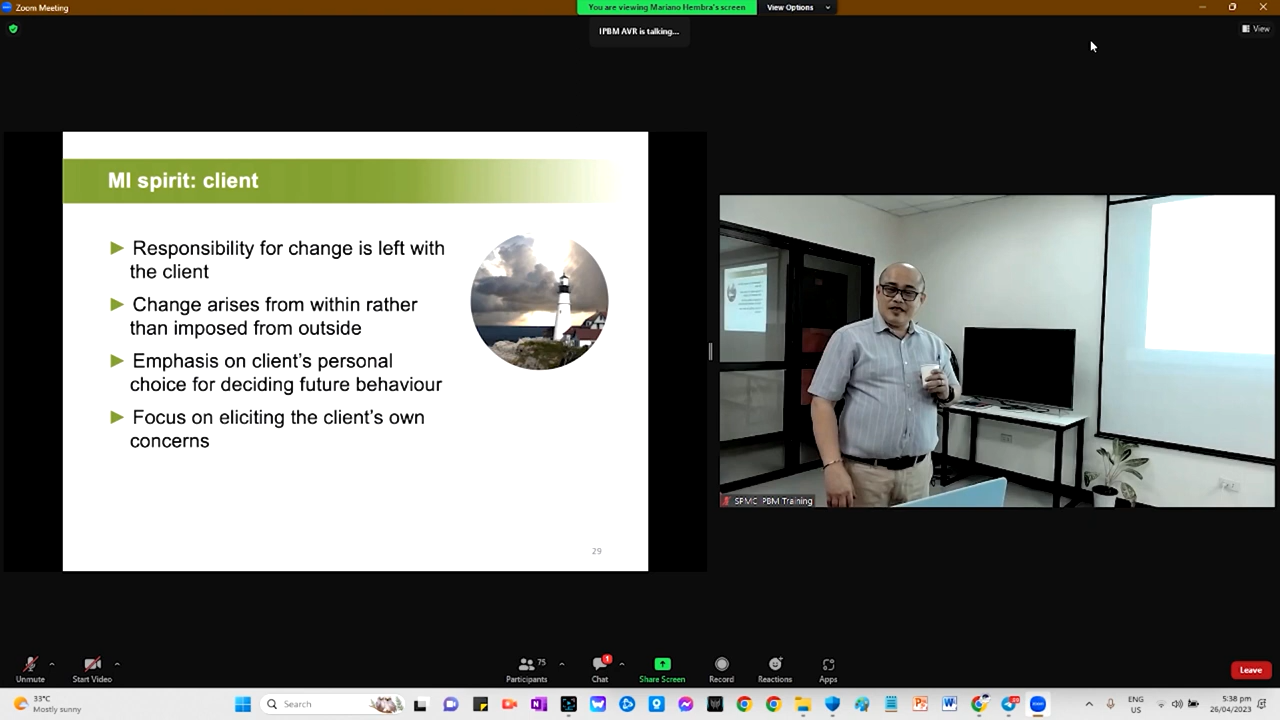 Zoom Meeting
You are viewing Mariano Hembra's screen
View Options
IPBM AVR is talking...
View
MI spirit: client
Responsibility for change is left with
the client
Change arises from within rather
than imposed from outside
Emphasis on client's personal
choice for deciding future behaviour
Focus on eliciting the client's own
concerns
29
SPMC IPBM Training
Unmute
Start Video
75
Participants
1
Chat
Share Screen
Record
Reactions
Apps
Leave
33°C
Mostly sunny
Search
ENG
US
5:38 pm
26/04/2023